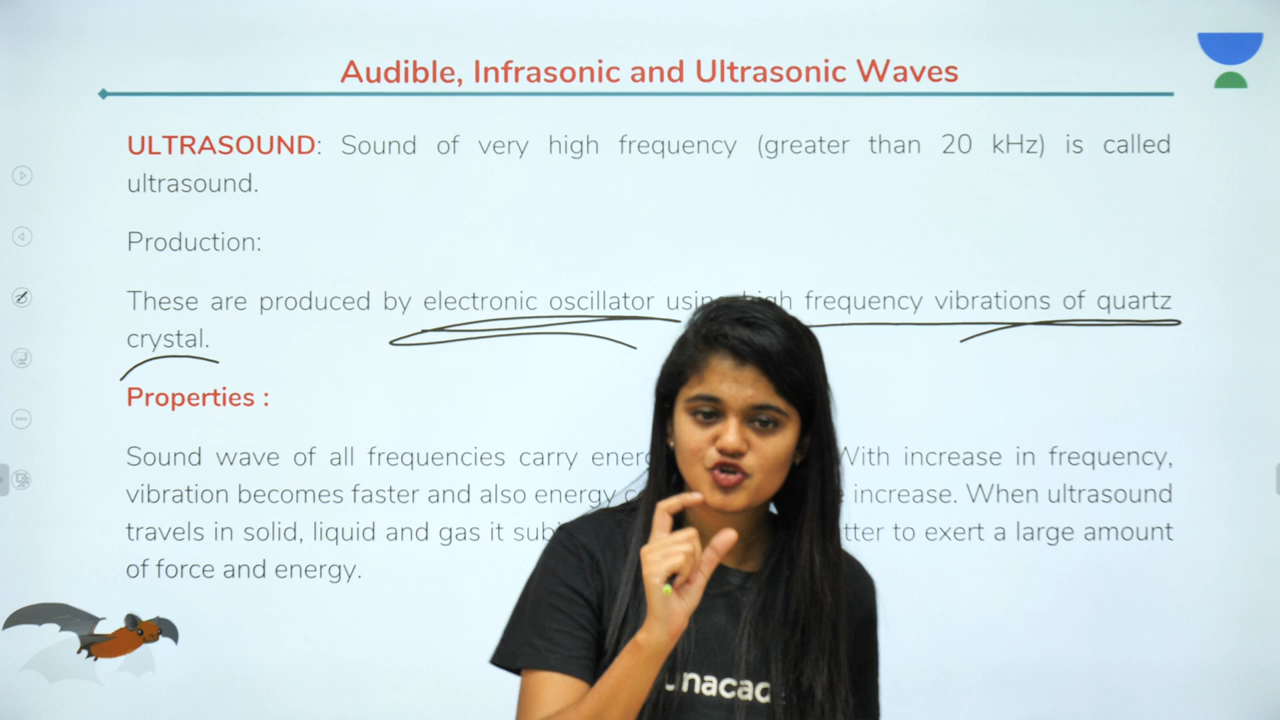 Audible, Infrasonic and Ultrasonic Waves
ULTRASOUND: Sound of very high frequency (greater than 20 kHz) is called
ultrasound.
Production:
These are produced by electronic oscillator using high frequency vibrations of quartz
crystal.
Properties :
Sound wave of all frequencies carry With increase in frequency,
vibration becomes faster and also energy increase. When ultrasound
travels in solid, liquid and gas it to exert a large amount
of force and energy.